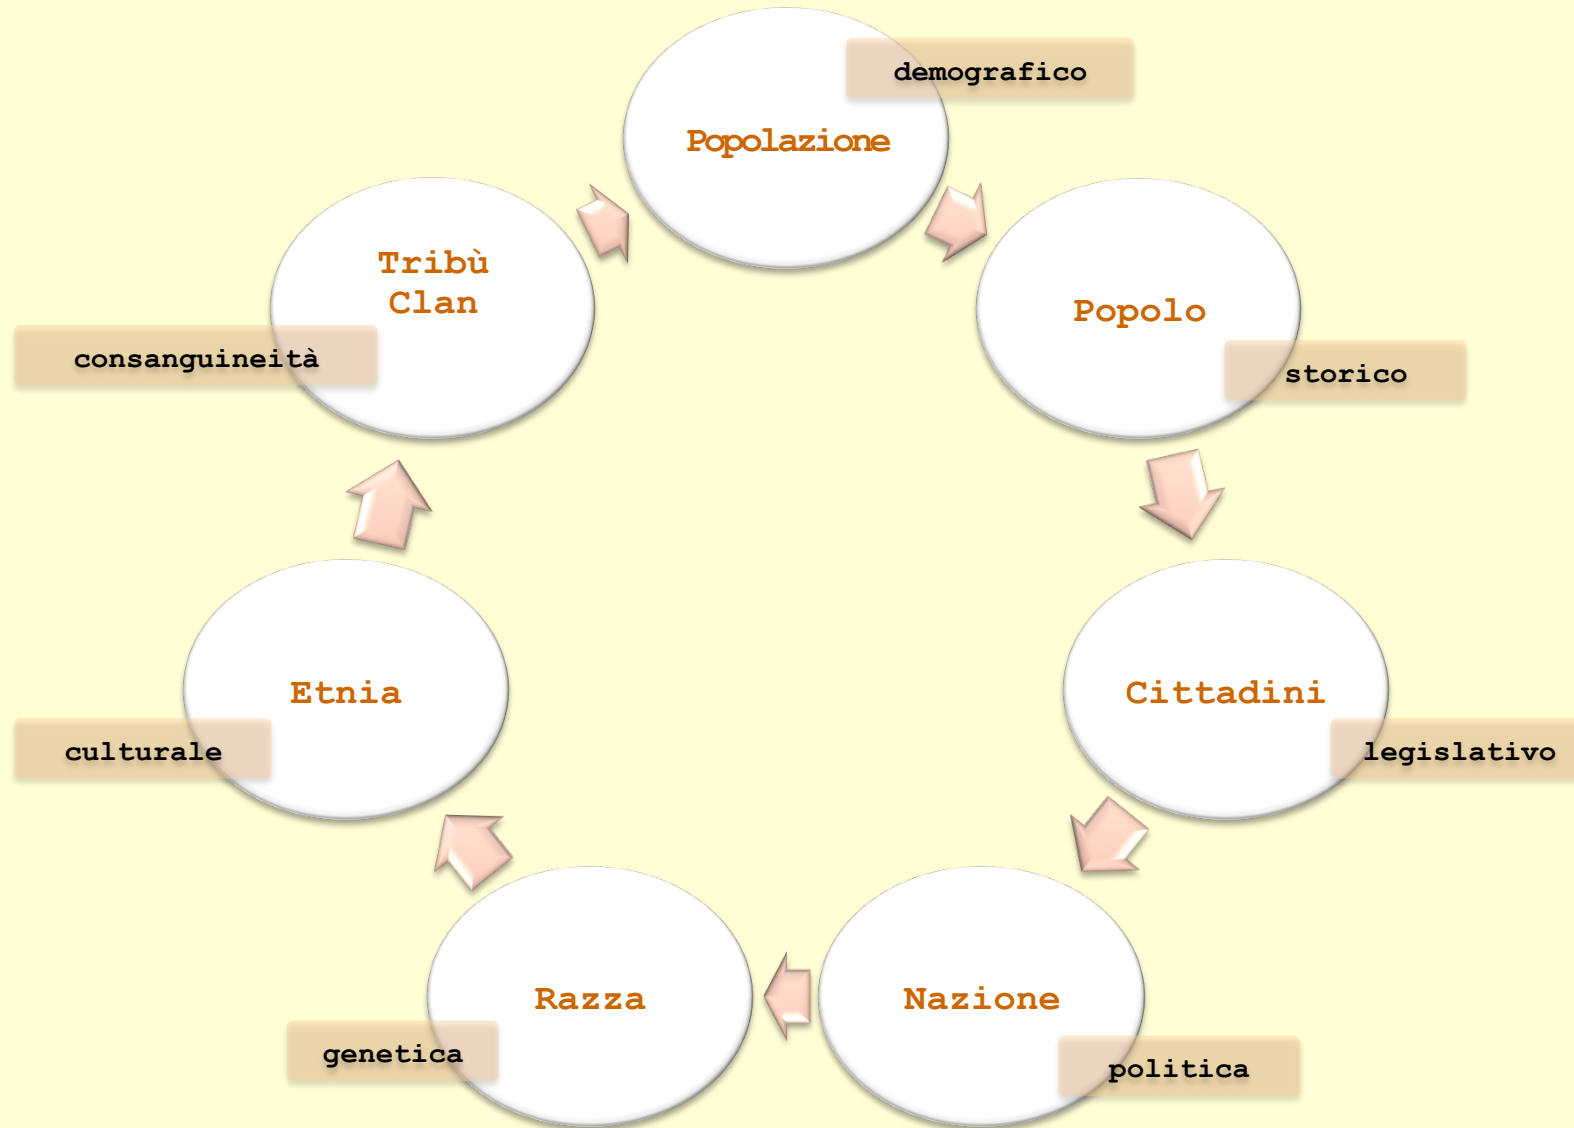 demografico
Popolazione
Tribù
Clan
Popolo
consanguineità
storico
Etnia
Cittadini
culturale
legislativo
Razza
Nazione
genetica
politica